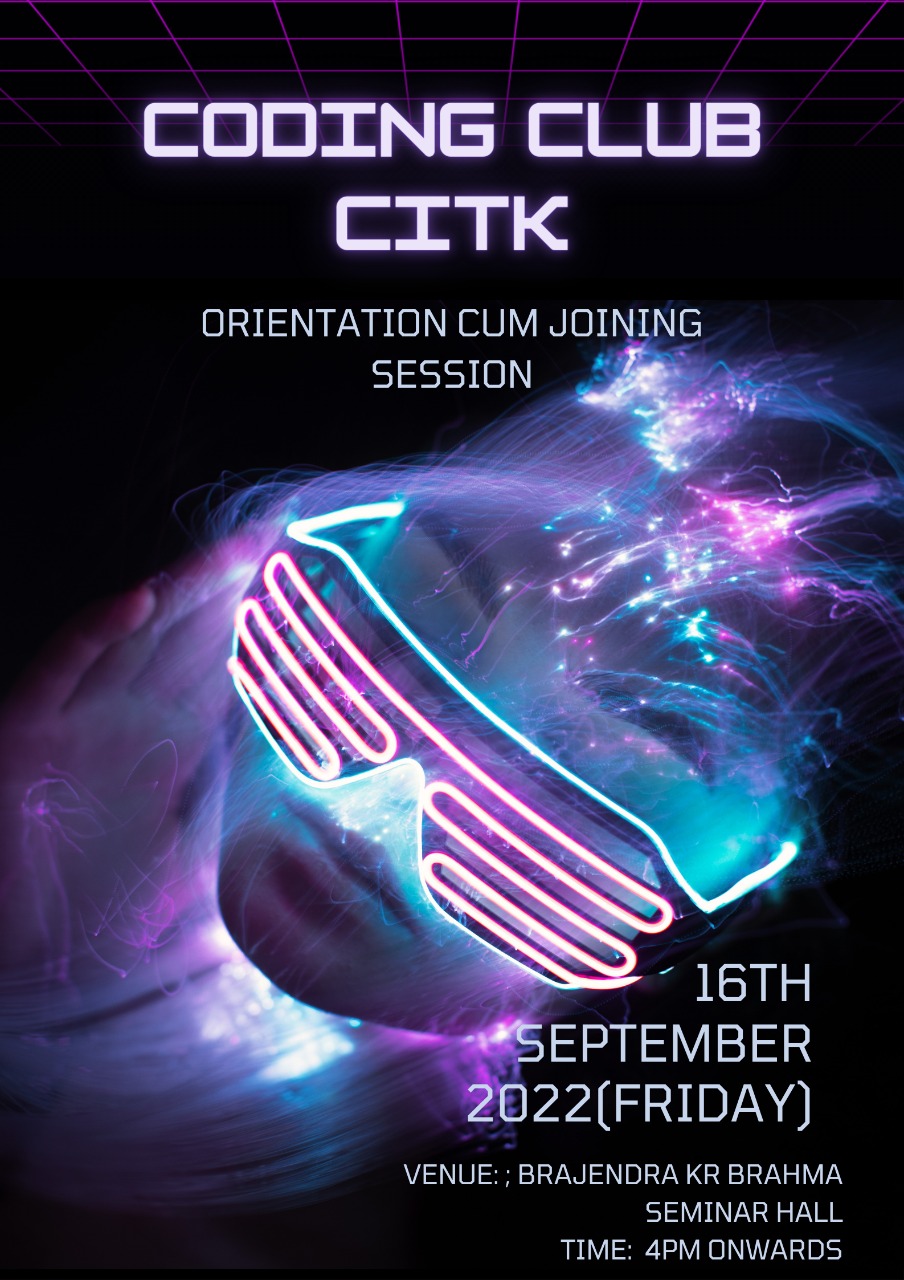 CODING CLUB
CITK
ORIENTATION CUM JOINING
SESSION
16TH
SEPTEMBER
2022(FRIDAY)
VENUE: ; BRAJENDRA KR BRAHMA
SEMINAR HALL
TIME: 4PM ONWARDS